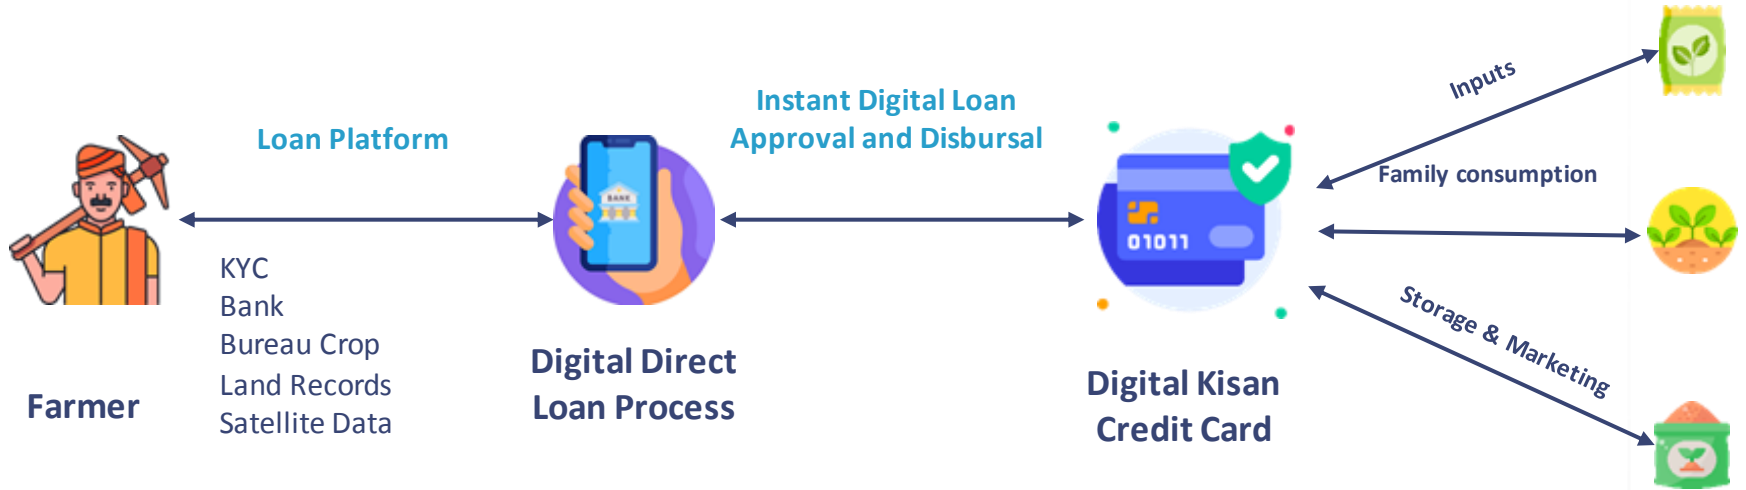 Loan Platform
KYC
Bank
Bureau Crop
Land Records
Satellite Data
Farmer
BANK
Digital Direct
Loan Process
Instant Digital Loan
Approval and Disbursal
01011
Digital Kisan
Credit Card
Inputs
Family consumption
Storage & Marketing